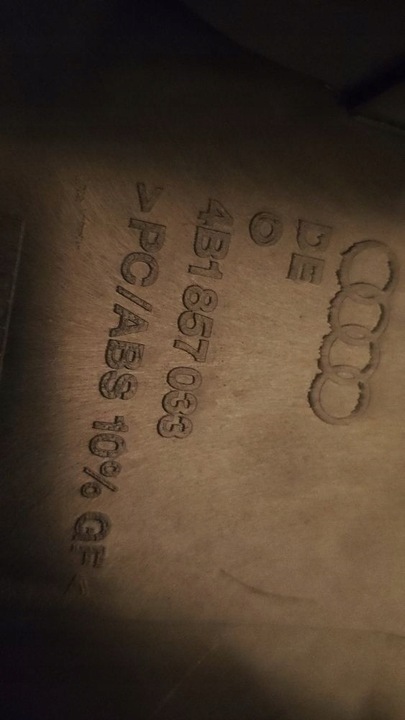 DE
O
4B1 857 033
>PC/ABS 10% GF<